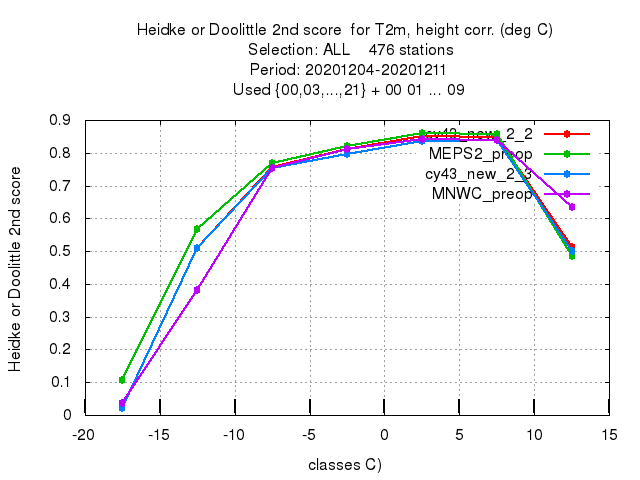 Heidke or Doolittle 2nd score for T2m, height corr. (deg C)
Selection: ALL 476 stations
Period: 20201204-20201211
Used {00,03,...,21} + 00 01 ... 09
0.9
0.8
0.7
0.6
0.5
0.4
0.3
0.2
0.1
0
Heidke or Doolittle 2nd score
cy43_new_2_2
MEPS2_preop
cy43_new_2_3
MNWC_preop
-20 -15 -10 -5 0 5 10 15
classes C)